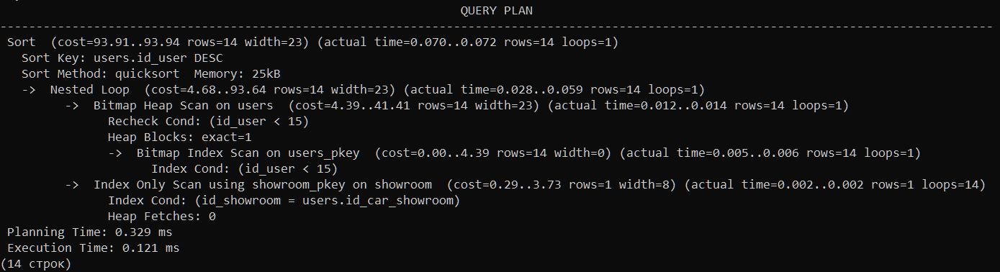 QUERY PLAN
---------------------------------------------------------------------------------------------------------------------------------------
Sort  (cost=93.91..93.94 rows=14 width=23) (actual time=0.070..0.072 rows=14 loops=1)
  Sort Key: users.id_user DESC
  Sort Method: quicksort  Memory: 25kB
  ->  Nested Loop  (cost=4.68..93.64 rows=14 width=23) (actual time=0.028..0.059 rows=14 loops=1)
        ->  Bitmap Heap Scan on users  (cost=4.39..41.41 rows=14 width=23) (actual time=0.012..0.014 rows=14 loops=1)
              Recheck Cond: (id_user < 15)
              Heap Blocks: exact=1
              ->  Bitmap Index Scan on users_pkey  (cost=0.00..4.39 rows=14 width=0) (actual time=0.005..0.006 rows=14 loops=1)
                    Index Cond: (id_user < 15)
        ->  Index Only Scan using showroom_pkey on showroom  (cost=0.29..3.73 rows=1 width=8) (actual time=0.002..0.002 rows=1 loops=14)
              Index Cond: (id_showroom = users.id_car_showroom)
              Heap Fetches: 0
Planning Time: 0.329 ms
Execution Time: 0.121 ms
(14 строк)